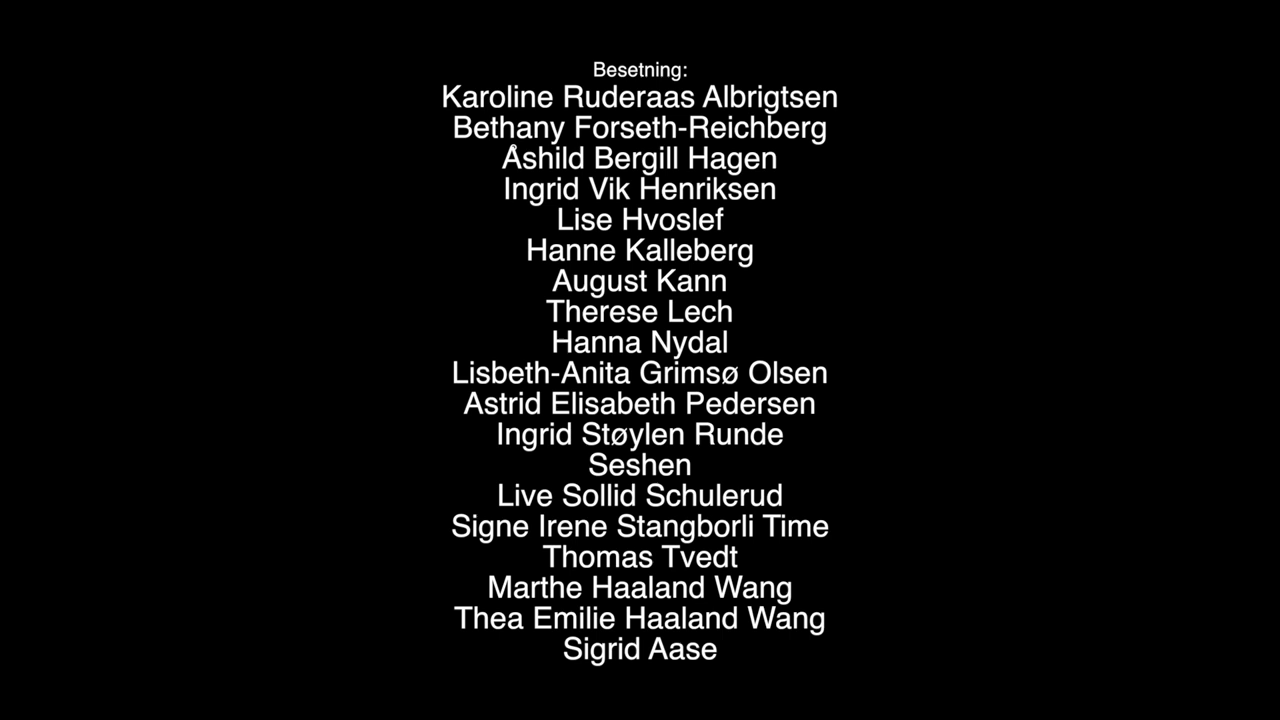 Besetning:
Karoline Ruderaas Albrigtsen
Bethany Forseth-Reichberg
Åshild Bergill Hagen
Ingrid Vik Henriksen
Lise Hvoslef
Hanne Kalleberg
August Kann
Therese Lech
Hanna Nydal
Lisbeth-Anita Grimsø Olsen
Astrid Elisabeth Pedersen
Ingrid Støylen Runde
Seshen
Live Sollid Schulerud
Signe Irene Stangborli Time
Thomas Tvedt
Marthe Haaland Wang
Thea Emilie Haaland Wang
Sigrid Aase